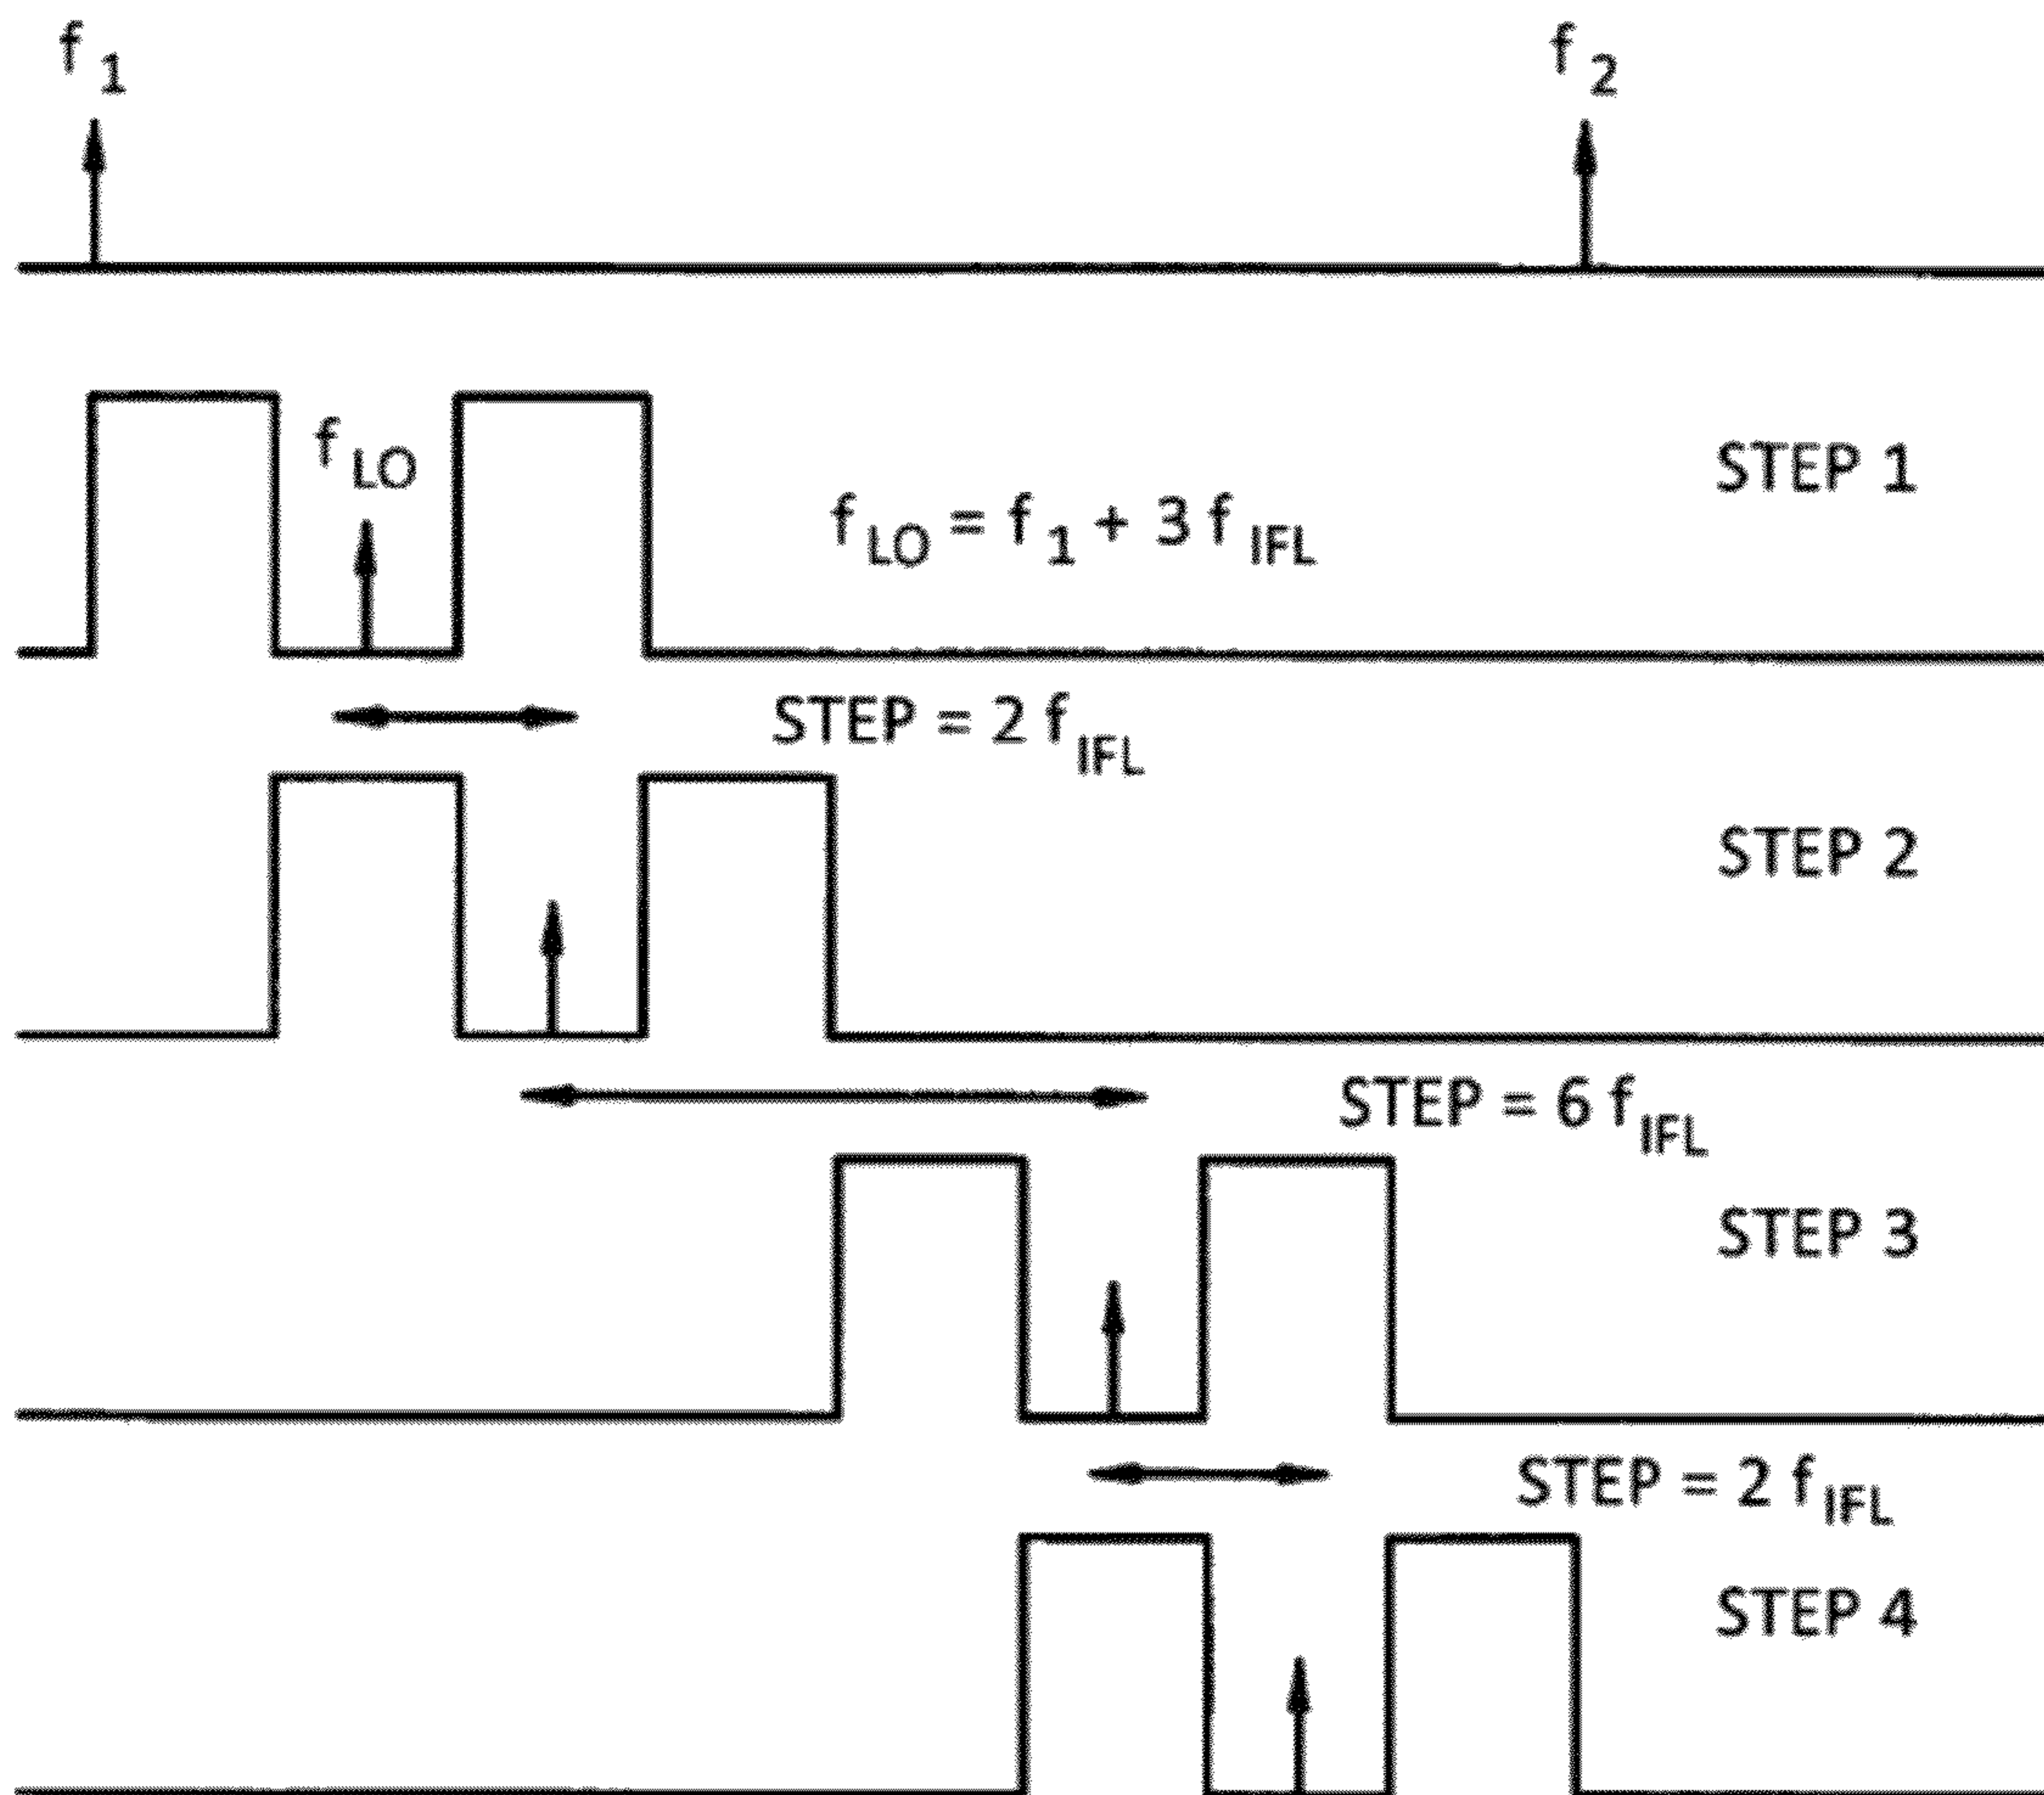 f 1 f 2
f LO
STEP 1
f LO = f 1 + 3 f IFL
STEP = 2 f IFL
STEP 2
STEP = 6 f IFL
STEP 3
STEP = 2 f IFL
STEP 4